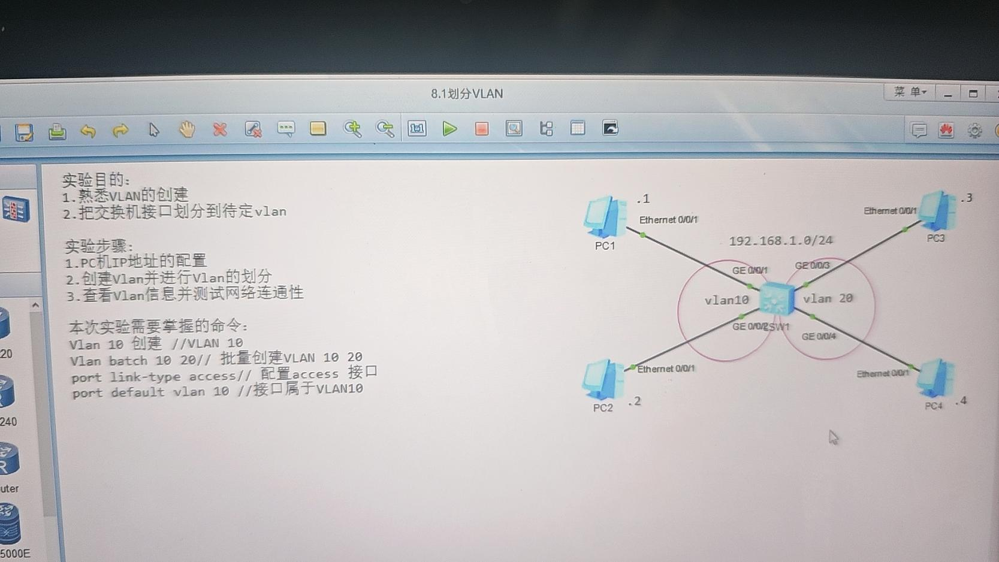 8.1划分VLAN
菜 单
实验目的:
1.熟悉VLAN的创建
2.把交换机接口划分到待定vlan
实验步骤:
1.PC机IP地址的配置
2.创建Vlan并进行Vlan的划分
3.查看Vlan信息并测试网络连通性
本次实验需要掌握的命令:
Vlan 10 创建 //VLAN 10
Vlan batch 10 20// 批量创建VLAN 10 20
port link-type access// 配置access 接口
port default vlan 10 //接口属于VLAN10
.1
Ethernet 0/0/1
PC1
.3
Ethernet 0/0/1
PC3
192.168.1.0/24
GE 0/0/1
GE 0/0/3
vlan10
vlan 20
GE 0/0/2
LSW1
GE 0/0/4
Ethernet 0/0/1
PC2
.2
Ethernet 0/0/1
PC4
.4
20
240
R
uter
5000E
1:1